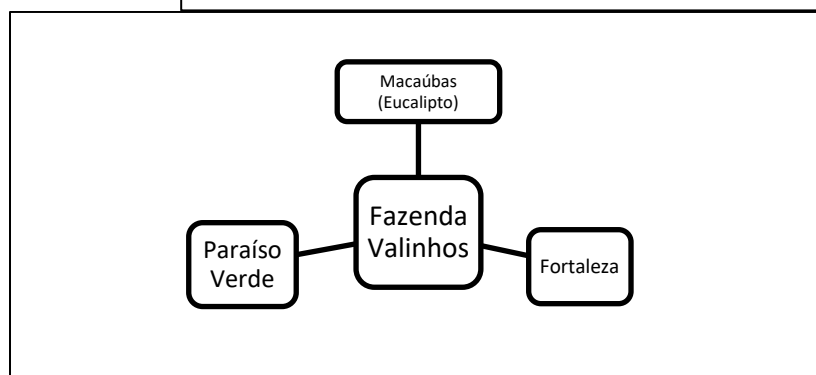 Macaúbas
(Eucalipto)
Fazenda
Valinhos
Paraíso
Verde
Fortaleza